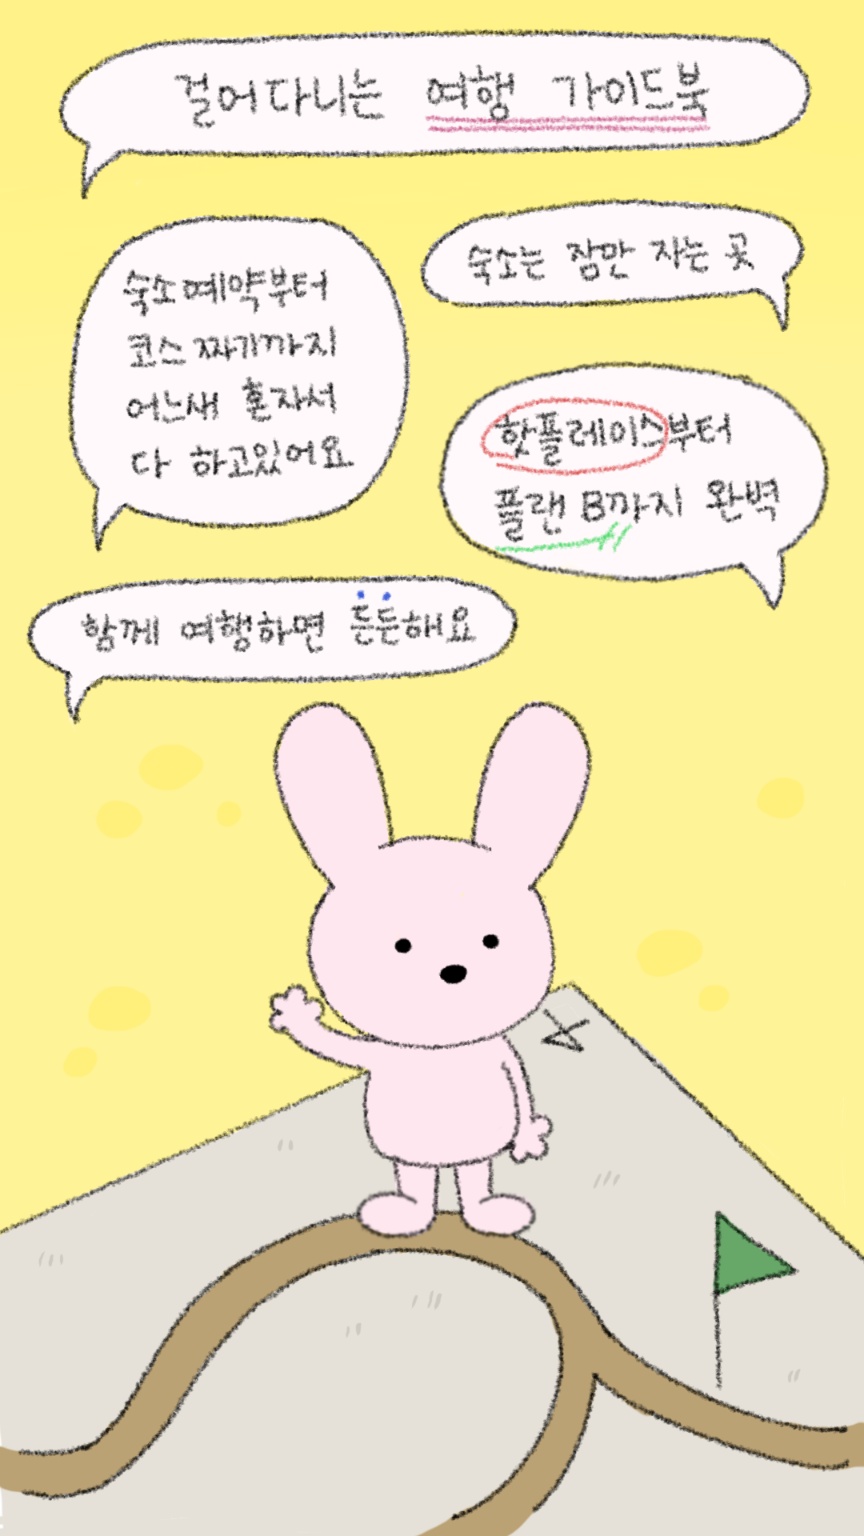 걸어다니는 여행 가이드북
숙소는 잠만 자는 곳
숙소예약부터
코스 짜기까지
어느새 혼자서
다 하고있어요
핫플레이스부터
플랜 B까지 완벽
함께 여행하면 든든해요